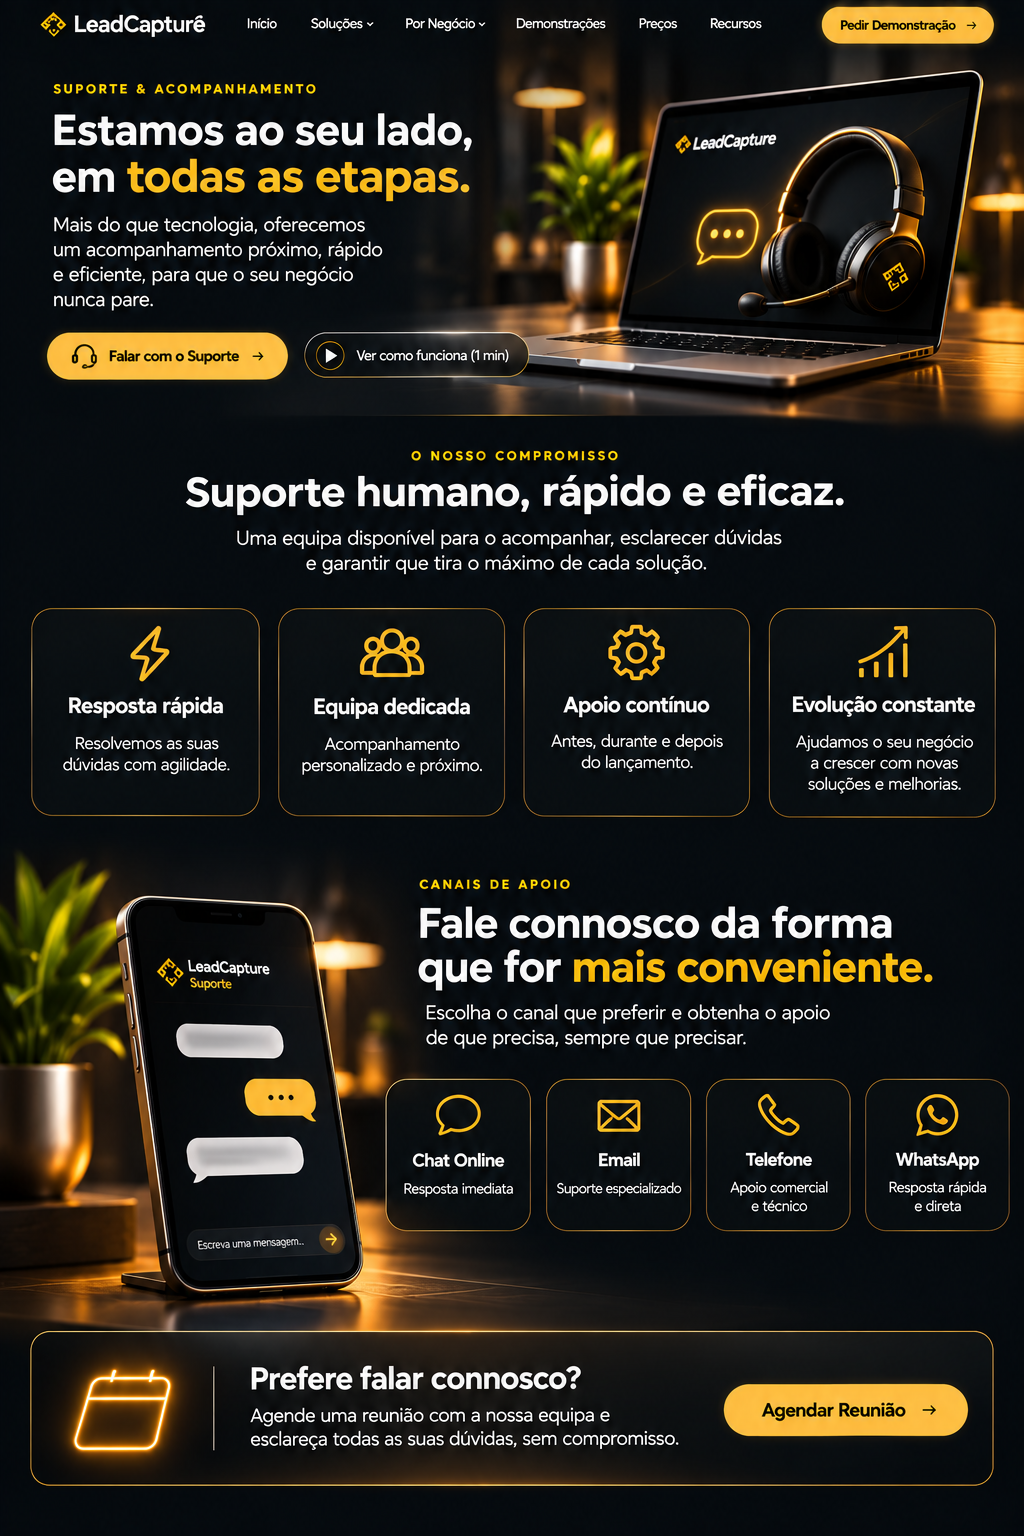 LeadCapturé
Início
Soluções
Por Negócio
Demonstrações
Preços
Recursos
Pedir Demonstração →
SUPORTE & ACOMPANHAMENTO
Estamos ao seu lado,
em todas as etapas.
Mais do que tecnologia, oferecemos
um acompanhamento próximo, rápido
e eficiente, para que o seu negócio
nunca pare.
Falar com o Suporte →
Ver como funciona (1 min)
LeadCapture
O NOSSO COMPROMISSO
Suporte humano, rápido e eficaz.
Uma equipa disponível para o acompanhar, esclarecer dúvidas
e garantir que tira o máximo de cada solução.
Resposta rápida
Resolvemos as suas
dúvidas com agilidade.
Equipa dedicada
Acompanhamento
personalizado e próximo.
Apoio contínuo
Antes, durante e depois
do lançamento.
Evolução constante
Ajudamos o seu negócio
a crescer com novas
soluções e melhorias.
LeadCapture
Suporte
Escreva uma mensagem..
CANAIS DE APOIO
Fale connosco da forma
que for mais conveniente.
Escolha o canal que preferir e obtenha o apoio
de que precisa, sempre que precisar.
Chat Online
Resposta imediata
Email
Suporte especializado
Telefone
Apoio comercial
e técnico
WhatsApp
Resposta rápida
e direta
Prefere falar connosco?
Agende uma reunião com a nossa equipa e
esclareça todas as suas dúvidas, sem compromisso.
Agendar Reunião →